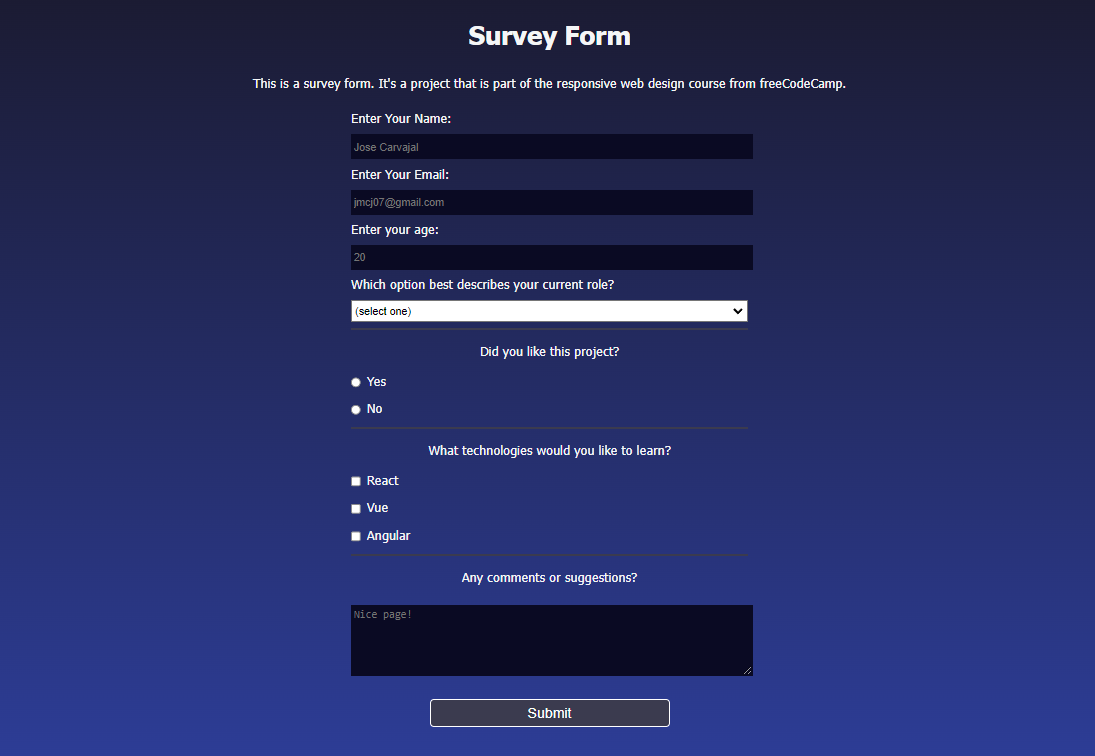 Survey Form
This is a survey form. It's a project that is part of the responsive web design course from freeCodeCamp.
Enter Your Name:
Jose Carvajal
Enter Your Email:
jmcj07@gmail.com
Enter your age:
20
Which option best describes your current role?
(select one)
Did you like this project?
Yes
No
What technologies would you like to learn?
React
Vue
Angular
Any comments or suggestions?
Nice page!
Submit